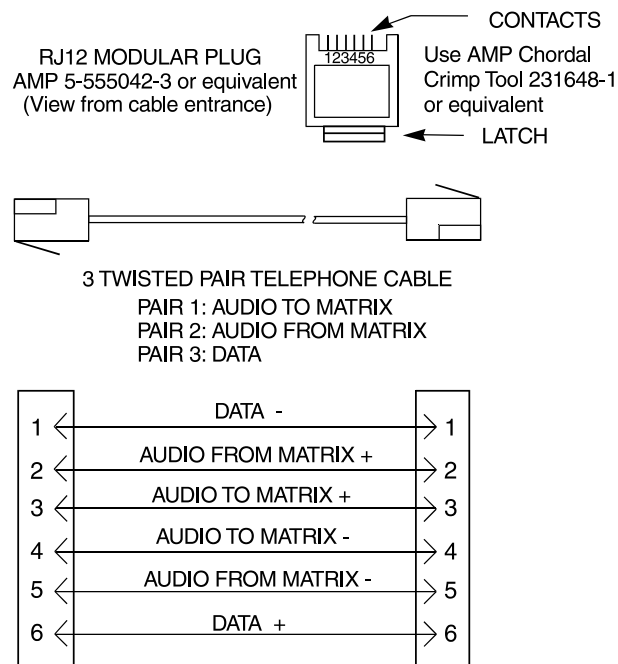 CONTACTS
RJ12 MODULAR PLUG
AMP 5-555042-3 or equivalent
(View from cable entrance)
123456
Use AMP Chordal
Crimp Tool 231648-1
or equivalent
LATCH
3 TWISTED PAIR TELEPHONE CABLE
PAIR 1: AUDIO TO MATRIX
PAIR 2: AUDIO FROM MATRIX
PAIR 3: DATA
1 DATA - 1
2 AUDIO FROM MATRIX + 2
3 AUDIO TO MATRIX + 3
4 AUDIO TO MATRIX - 4
5 AUDIO FROM MATRIX - 5
6 DATA + 6